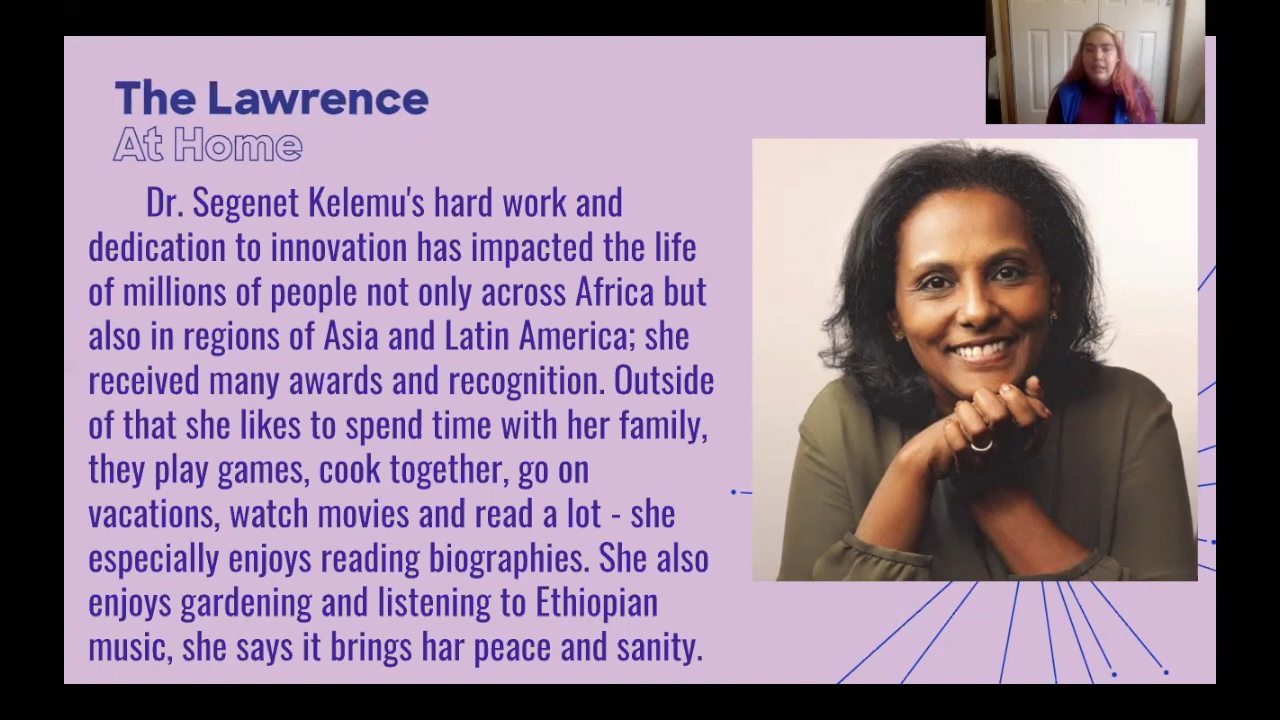 The Lawrence
At Home
Dr. Segenet Kelemu's hard work and
dedication to innovation has impacted the life
of millions of people not only across Africa but
also in regions of Asia and Latin America; she
received many awards and recognition. Outside
of that she likes to spend time with her family,
they play games, cook together, go on
vacations, watch movies and read a lot - she
especially enjoys reading biographies. She also
enjoys gardening and listening to Ethiopian
music, she says it brings har peace and sanity.